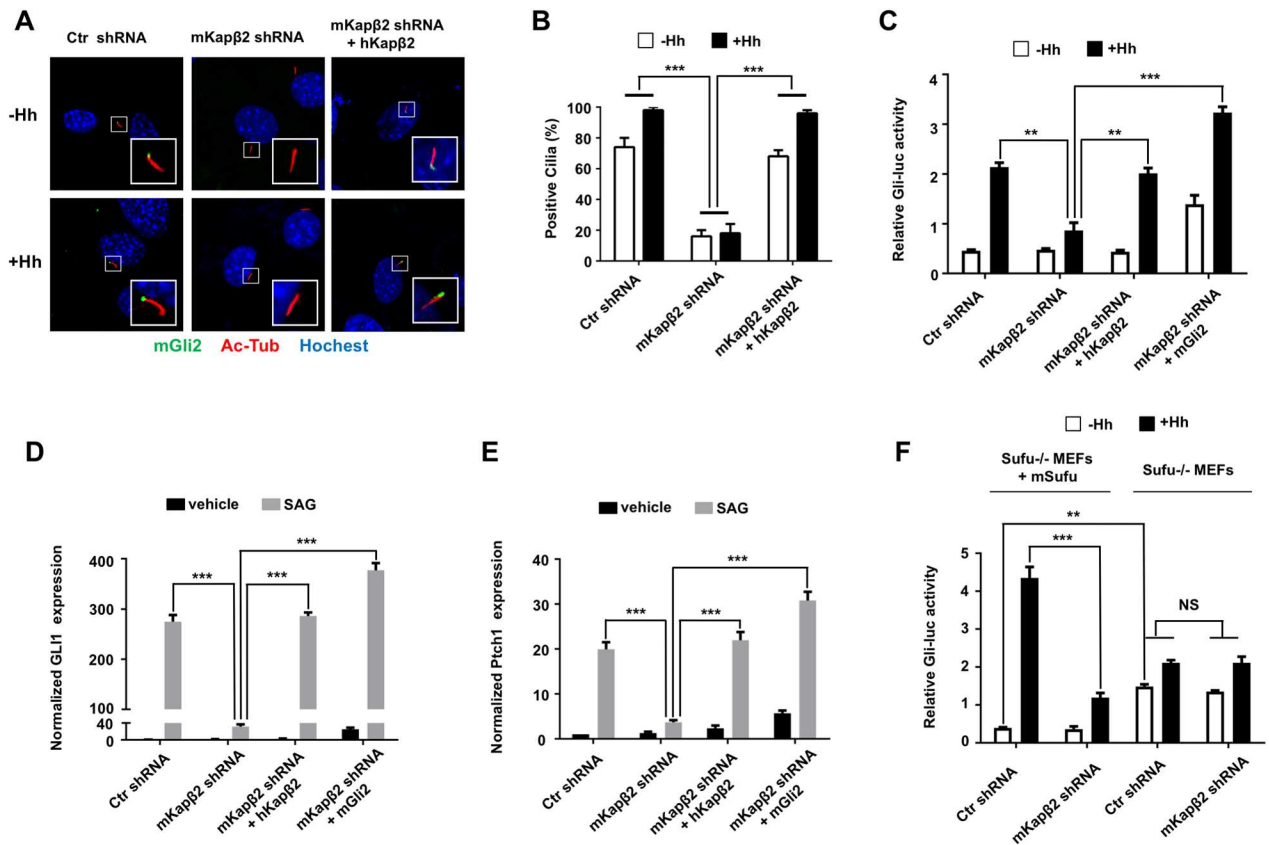 A
Ctr shRNA
mKapβ2 shRNA
mKapβ2 shRNA
+ hKapβ2
-Hh
+Hh
mGli2 Ac-Tub Hochest
B
-Hh +Hh
*** ***
Positive Cilia (%)
100
80
60
40
20
0
Ctr shRNA
mKapβ2 shRNA
mKapβ2 shRNA
+ hKapβ2
C
-Hh +Hh
***
** **
Relative Gli-luc activity
5
4
3
2
1
0
Ctr shRNA
mKapβ2 shRNA
mKapβ2 shRNA
+ hKapβ2
mKapβ2 shRNA
+ mGli2
D
vehicle SAG
***
*** ***
Normalized GLI1 expression
400
300
200
100
40
0
Ctr shRNA
mKapβ2 shRNA
mKapβ2 shRNA
+ hKapβ2
mKapβ2 shRNA
+ mGli2
E
vehicle SAG
***
*** ***
Normalized Ptch1 expression
40
30
20
10
0
Ctr shRNA
mKapβ2 shRNA
mKapβ2 shRNA
+ hKapβ2
mKapβ2 shRNA
+ mGli2
F
-Hh +Hh
Sufu-/- MEFs
+ mSufu
Sufu-/- MEFs
**
***
NS
Relative Gli-luc activity
5
4
3
2
1
0
Ctr shRNA
mKapβ2 shRNA
Ctr shRNA
mKapβ2 shRNA